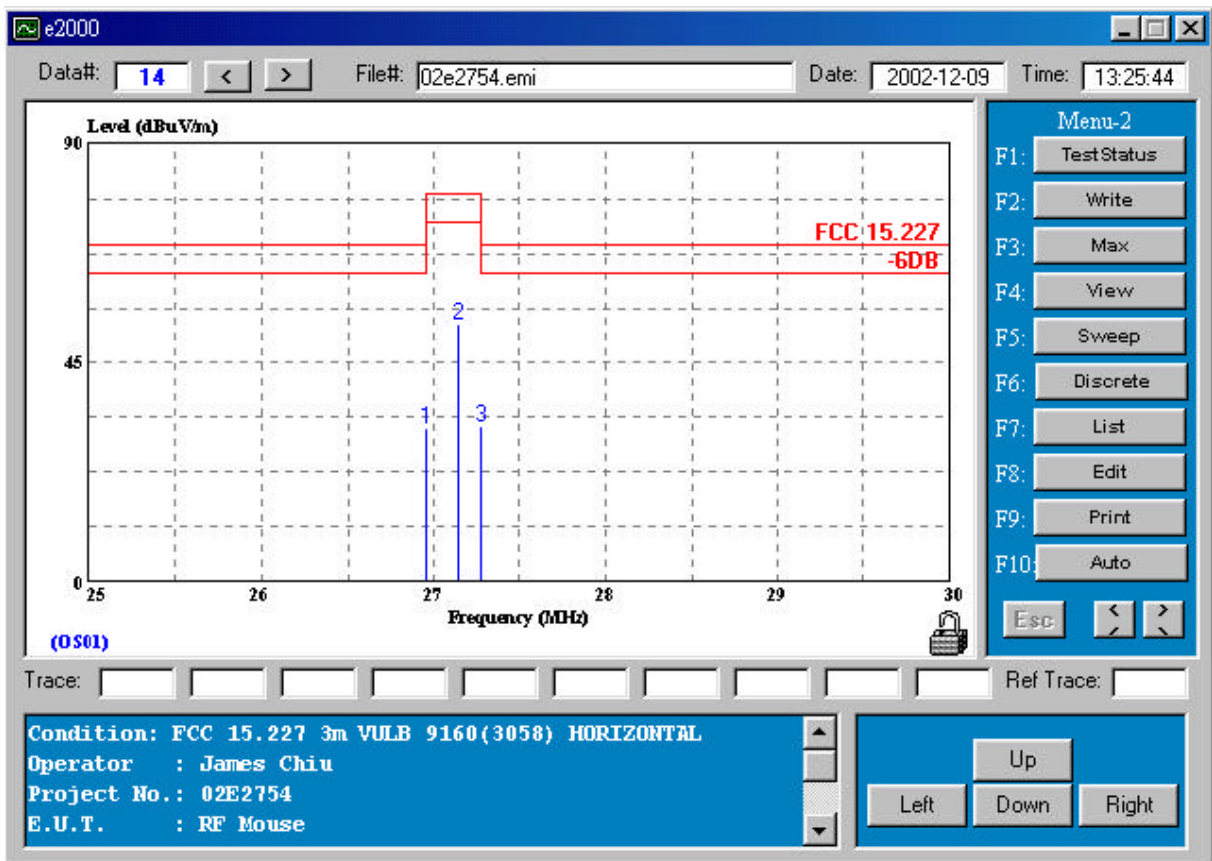 e2000
Data#: 14 < > File#: 02e2754.emi Date: 2002-12-09 Time: 13:25:44
Level (dBuV/m)
90
45
0
25 26 27 28 29 30
Frequency (MHz)
FCC 15.227
-6DB
1 2 3
(OS01)
Menu-2
F1: TestStatus
F2: Write
F3: Max
F4: View
F5: Sweep
F6: Discrete
F7: List
F8: Edit
F9: Print
F10: Auto
Esc
Trace: Ref Trace:
Condition: FCC 15.227 3m VULB 9160(3058) HORIZONTAL
Operator : James Chiu
Project No.: 02E2754
E.U.T. : RF Mouse
Up
Left Down Right